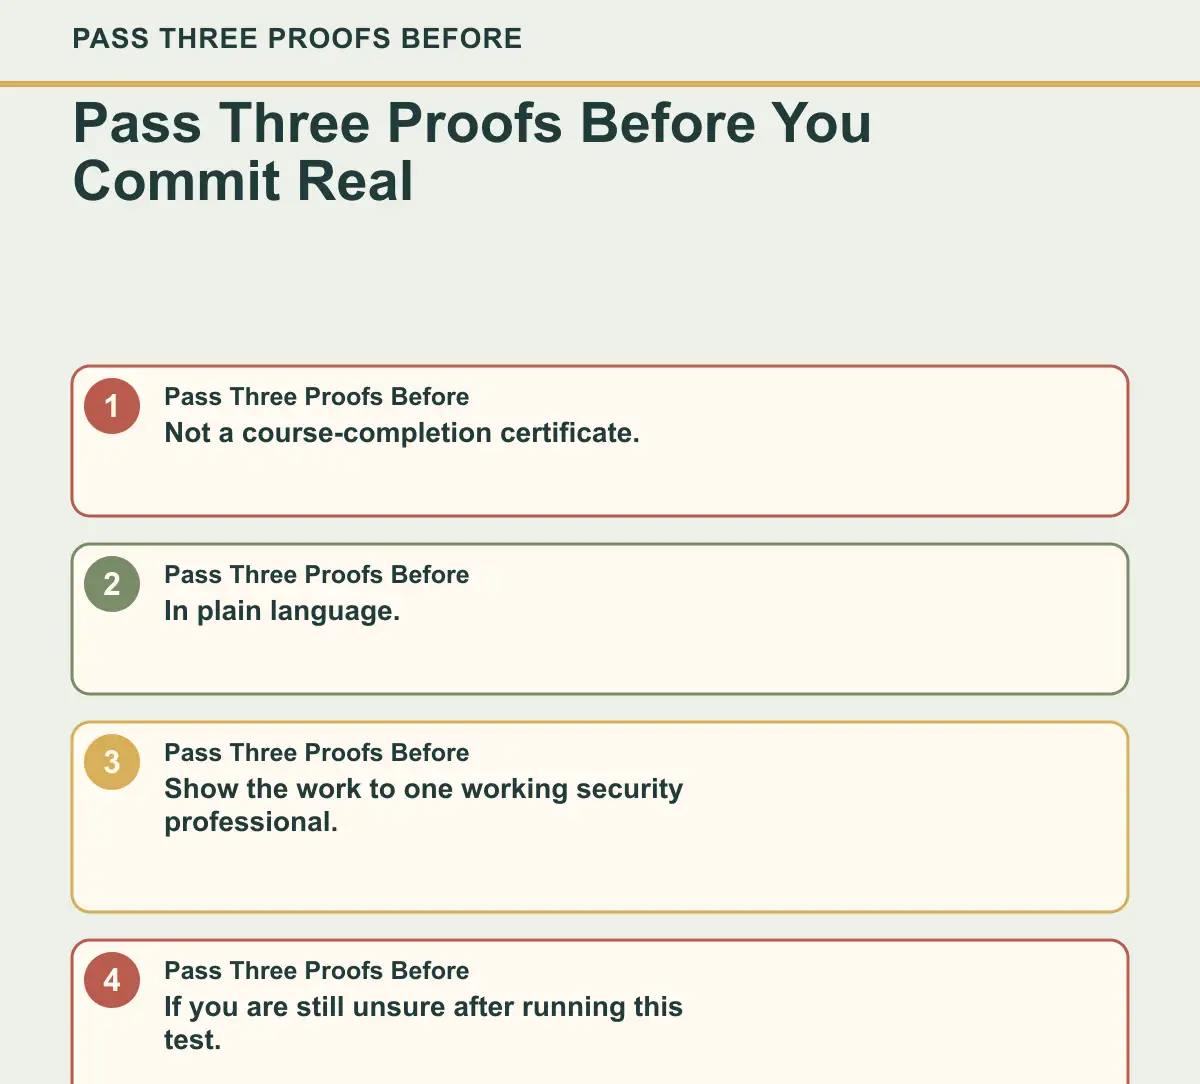 PASS THREE PROOFS BEFORE
Pass Three Proofs Before You
Commit Real
1
Pass Three Proofs Before
Not a course-completion certificate.
2
Pass Three Proofs Before
In plain language.
3
Pass Three Proofs Before
Show the work to one working security
professional.
4
Pass Three Proofs Before
If you are still unsure after running this
test.